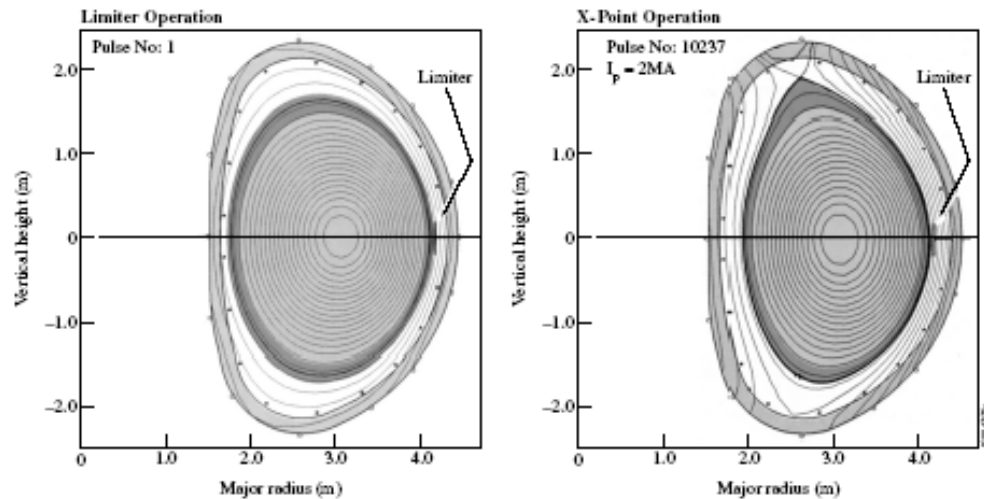 Limiter Operation
Pulse No: 1
Limiter
2.0
1.0
0
–1.0
–2.0
Vertical height (m)
0
1.0
2.0
3.0
4.0
Major radius (m)
X-Point Operation
Pulse No: 10237
Ip = 2MA
Limiter
2.0
1.0
0
–1.0
–2.0
Vertical height (m)
0
1.0
2.0
3.0
4.0
Major radius (m)